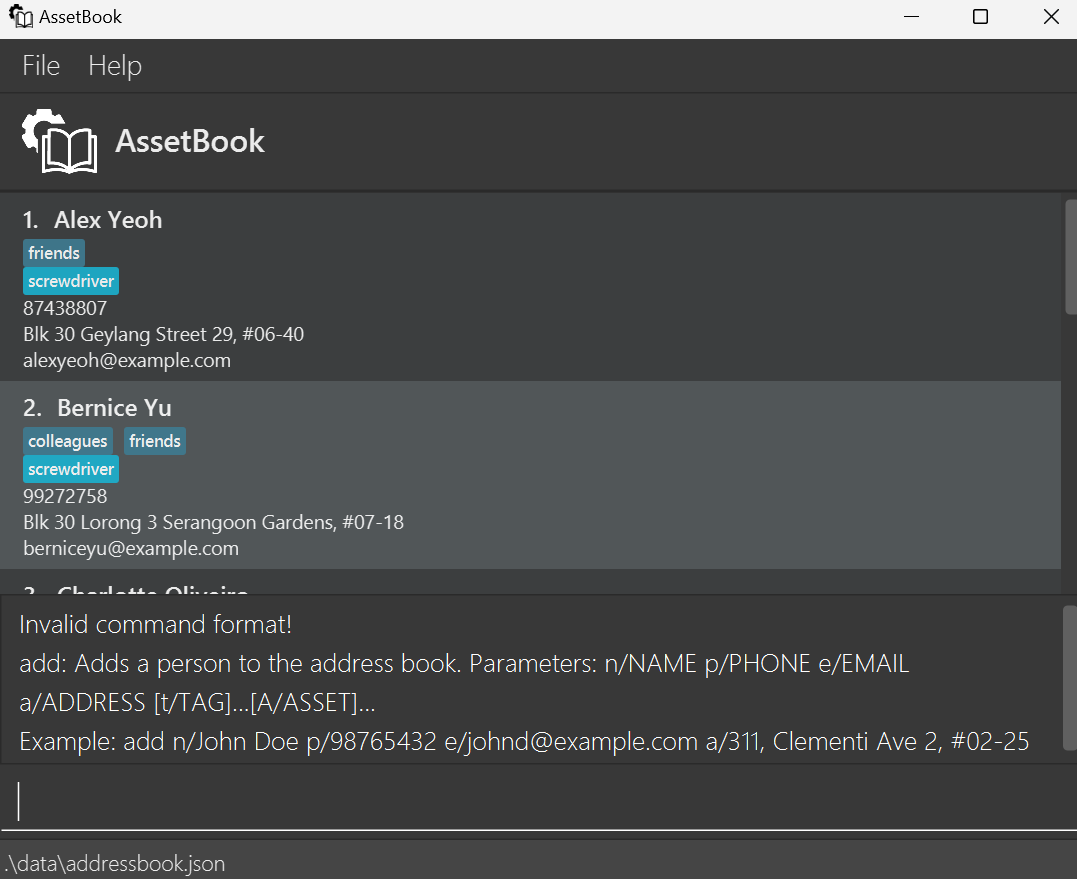 AssetBook
File Help
AssetBook
1. Alex Yeoh
friends
screwdriver
87438807
Blk 30 Geylang Street 29, #06-40
alexyeoh@example.com
2. Bernice Yu
colleagues friends
screwdriver
99272758
Blk 30 Lorong 3 Serangoon Gardens, #07-18
berniceyu@example.com
3. Charlotte Oliveiro
Invalid command format!
add: Adds a person to the address book. Parameters: n/NAME p/PHONE e/EMAIL
a/ADDRESS [t/TAG]...[A/ASSET]...
Example: add n/John Doe p/98765432 e/johnd@example.com a/311, Clementi Ave 2, #02-25
.\data\addressbook.json